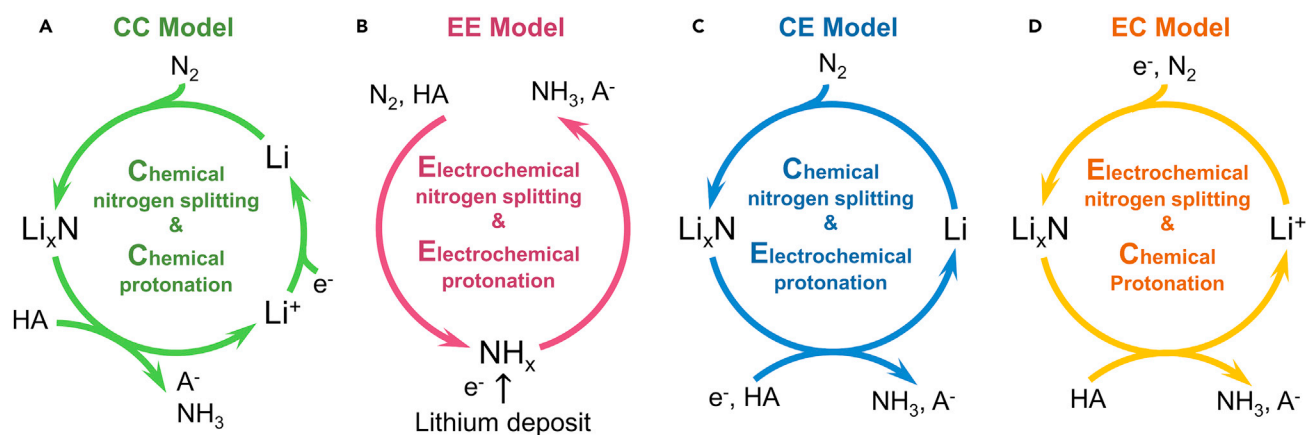 A CC Model
N₂
Li
Chemical
nitrogen splitting
&
Chemical
protonation
LiₓN
e⁻
Li⁺
HA
A⁻
NH₃
B EE Model
N₂, HA
NH₃, A⁻
Electrochemical
nitrogen splitting
&
Electrochemical
protonation
NHₓ
e⁻
Lithium deposit
C CE Model
N₂
Chemical
nitrogen splitting
&
Electrochemical
protonation
LiₓN
Li
e⁻, HA
NH₃, A⁻
D EC Model
e⁻, N₂
Electrochemical
nitrogen splitting
&
Chemical
Protonation
LiₓN
Li⁺
HA
NH₃, A⁻